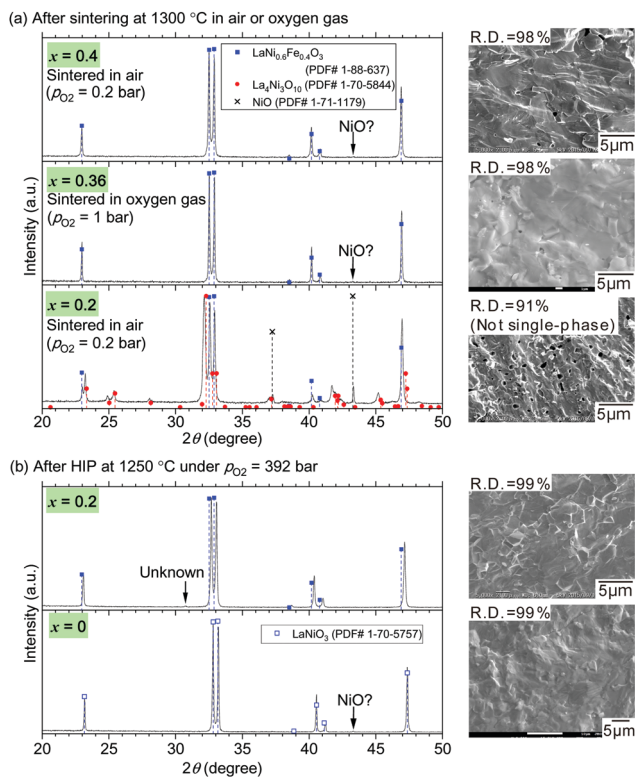 (a) After sintering at 1300 °C in air or oxygen gas
x = 0.4
Sintered in air
(pO2 = 0.2 bar)
LaNi0.6Fe0.4O3
(PDF# 1-88-637)
La4Ni3O10 (PDF# 1-70-5844)
NiO (PDF# 1-71-1179)
NiO?
R.D.=98%
5μm
x = 0.36
Sintered in oxygen gas
(pO2 = 1 bar)
NiO?
R.D.=98%
5μm
x = 0.2
Sintered in air
(pO2 = 0.2 bar)
R.D.=91%
(Not single-phase)
5μm
Intensity (a.u.)
20 25 30 35 40 45 50
2θ (degree)
(b) After HIP at 1250 °C under pO2 = 392 bar
x = 0.2
Unknown
R.D.=99%
5μm
x = 0
LaNiO3 (PDF# 1-70-5757)
NiO?
R.D.=99%
5μm
Intensity (a.u.)
20 25 30 35 40 45 50
2θ (degree)